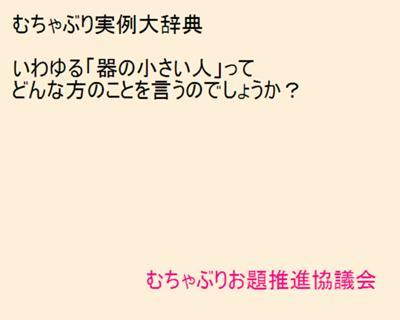 むちゃぶり実例大辞典
いわゆる「器の小さい人」って
どんな方のことを言うのでしょうか？
むちゃぶりお題推進協議会